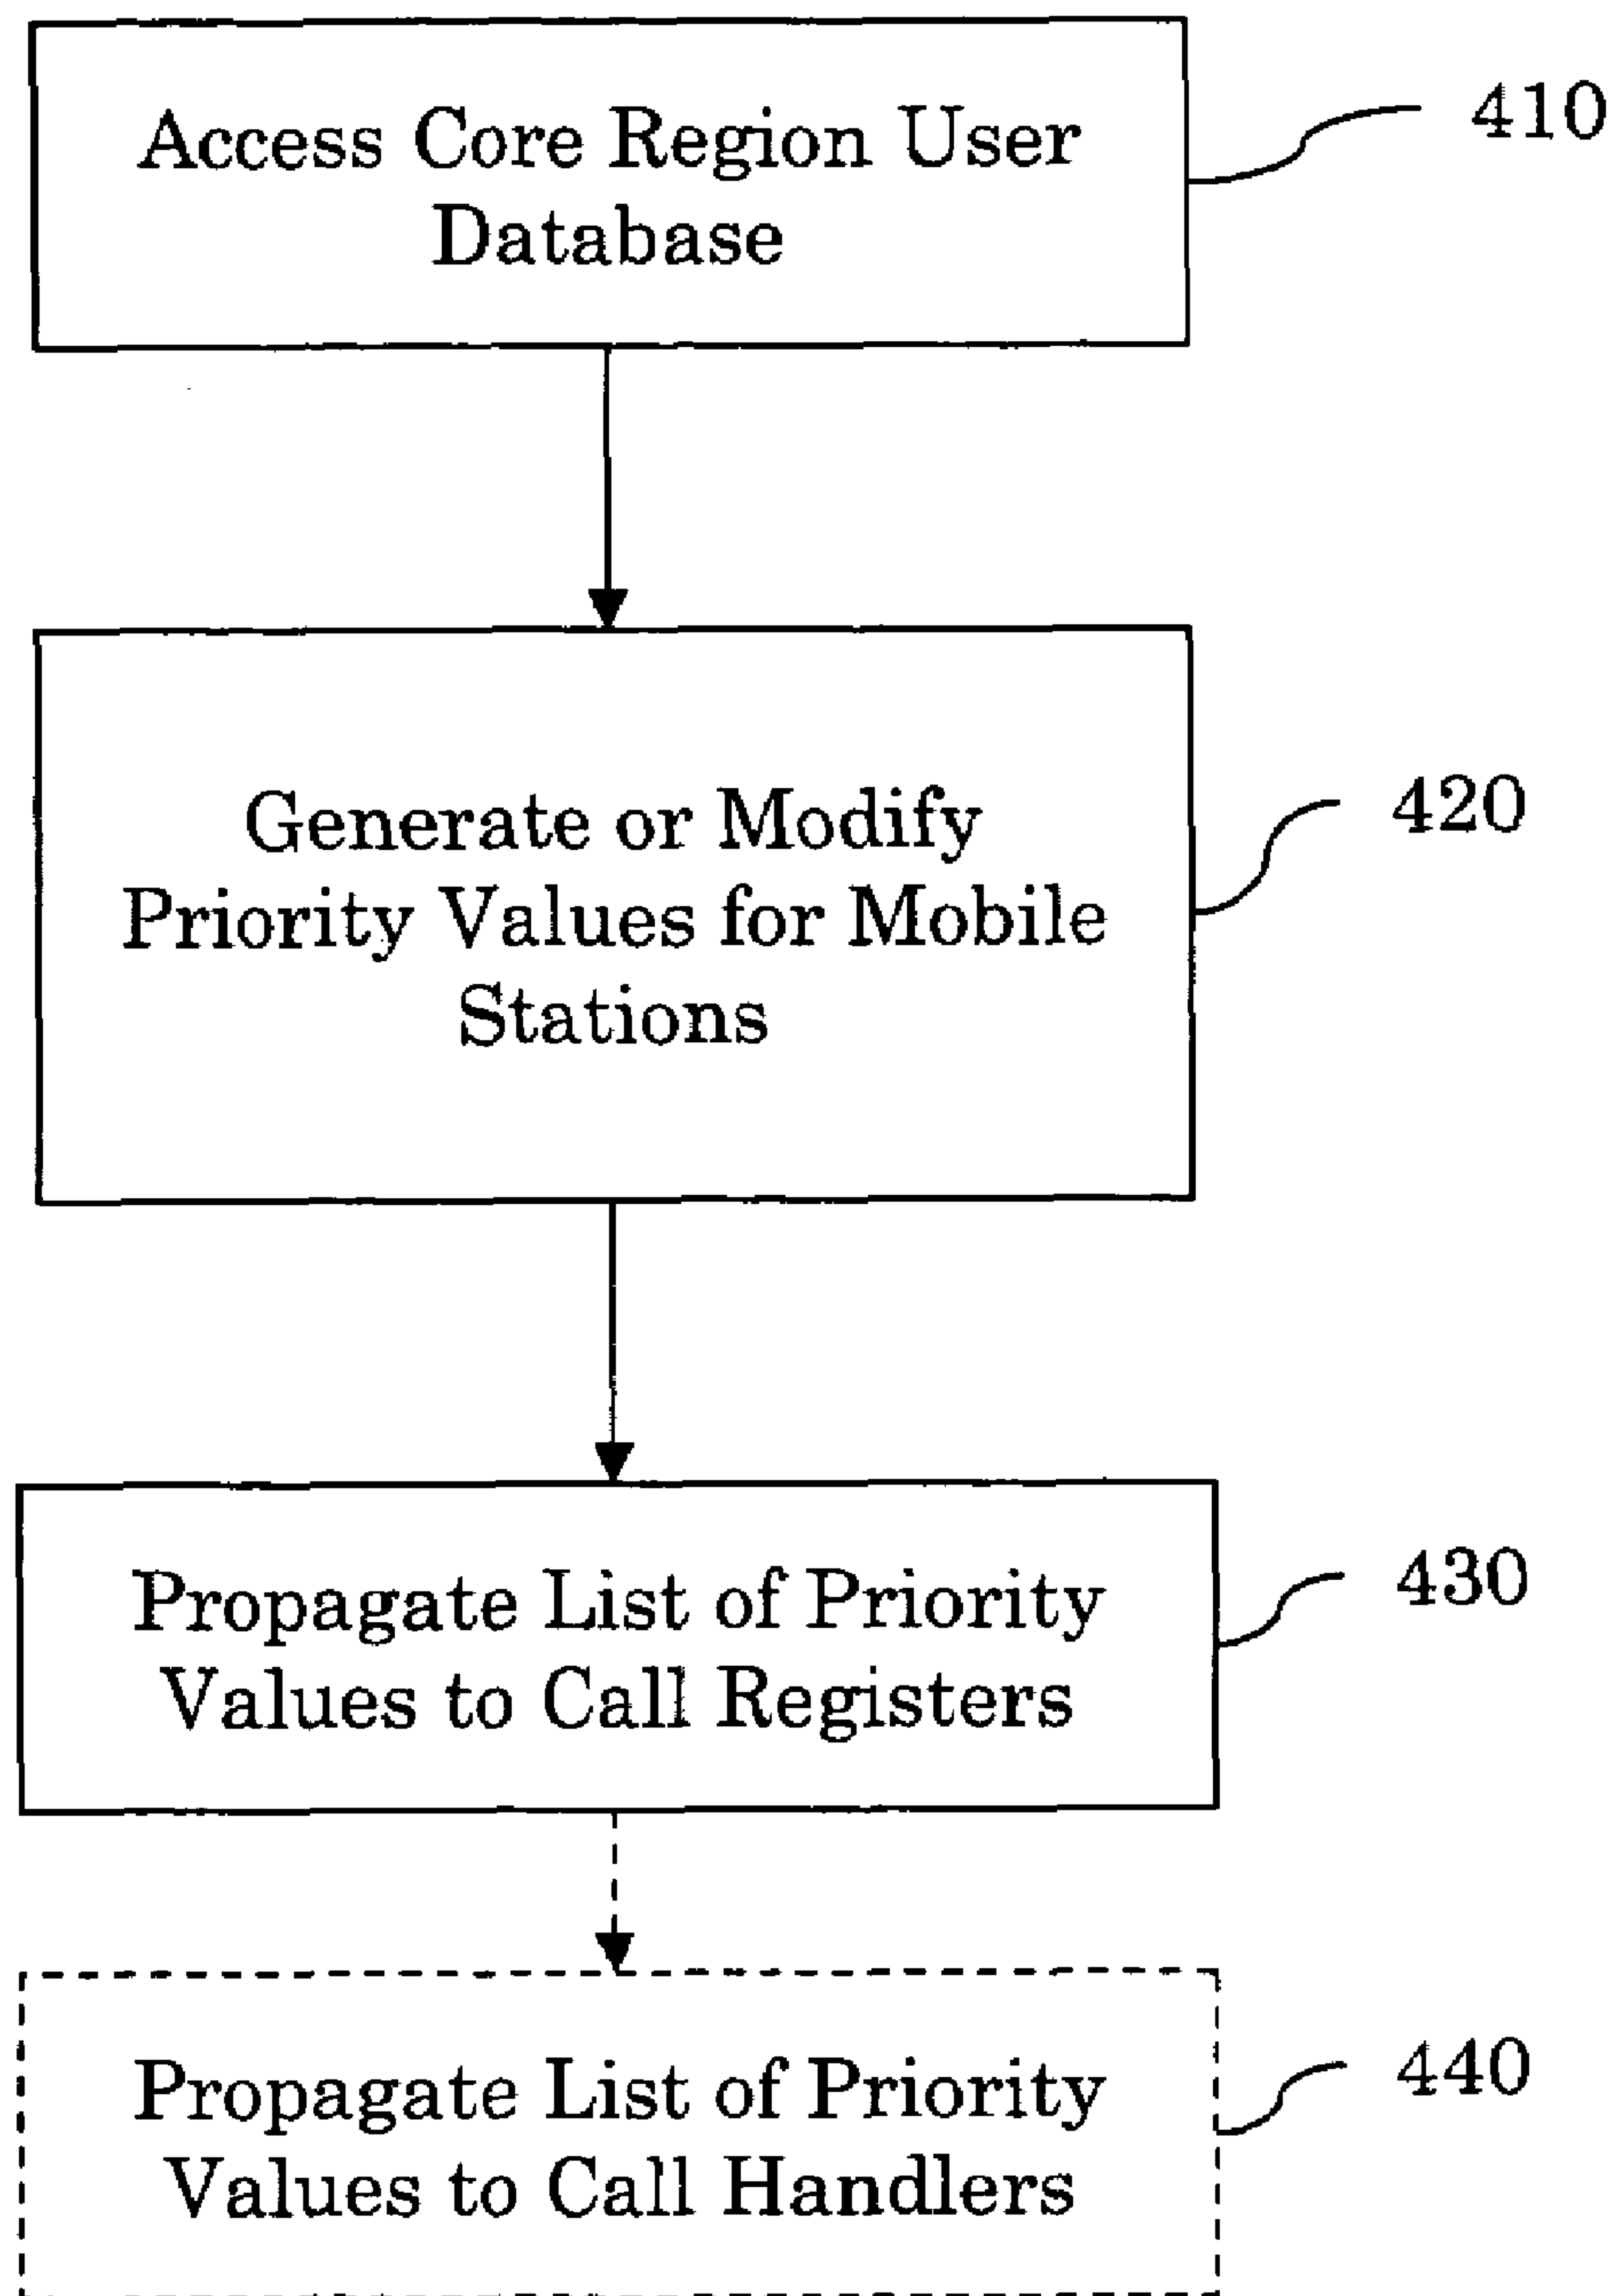 Access Core Region User
Database
410
Generate or Modify
Priority Values for Mobile
Stations
420
Propagate List of Priority
Values to Call Registers
430
Propagate List of Priority
Values to Call Handlers
440